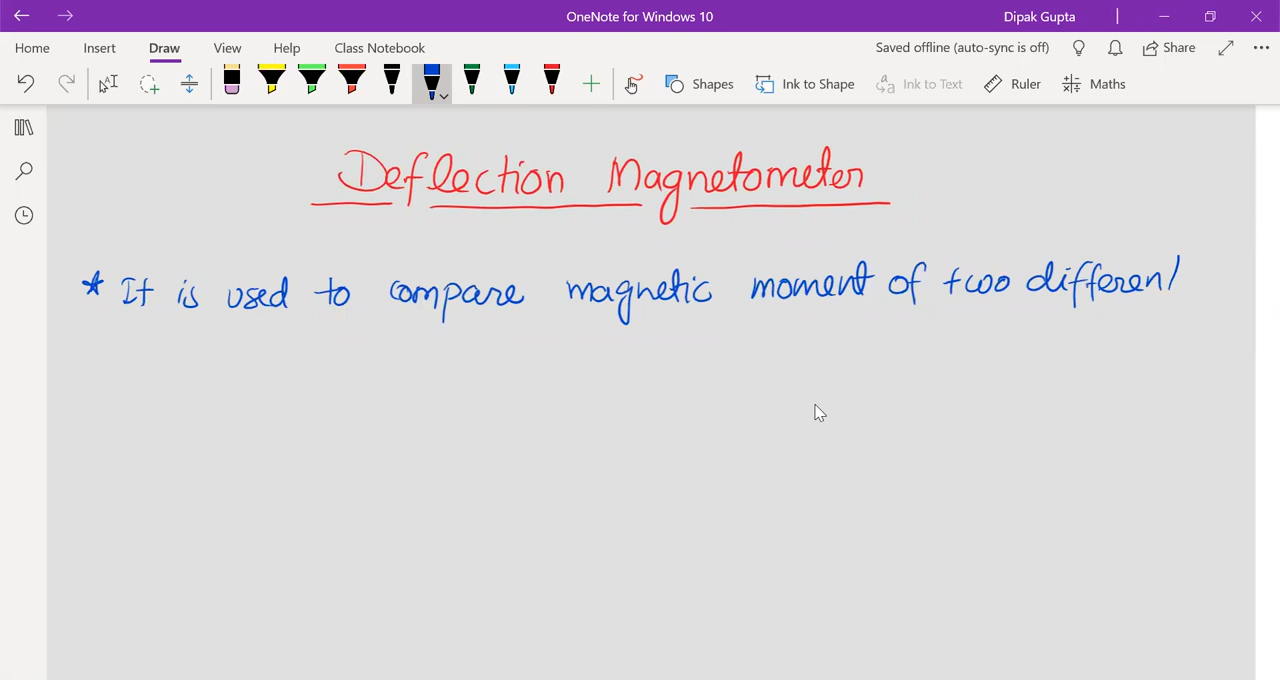 OneNote for Windows 10
Dipak Gupta
Home Insert Draw View Help Class Notebook
Saved offline (auto-sync is off) Share
Shapes Ink to Shape Ink to Text Ruler Maths
Deflection Magnetometer
* It is used to compare magnetic moment of two differen